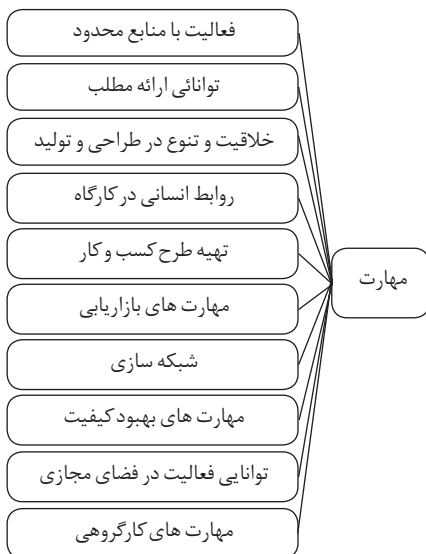 مهارت
فعالیت با منابع محدود
توانائی ارائه مطلب
خلاقیت و تنوع در طراحی و تولید
روابط انسانی در کارگاه
تهیه طرح کسب و کار
مهارت های بازاریابی
شبکه سازی
مهارت های بهبود کیفیت
توانایی فعالیت در فضای مجازی
مهارت های کارگروهی